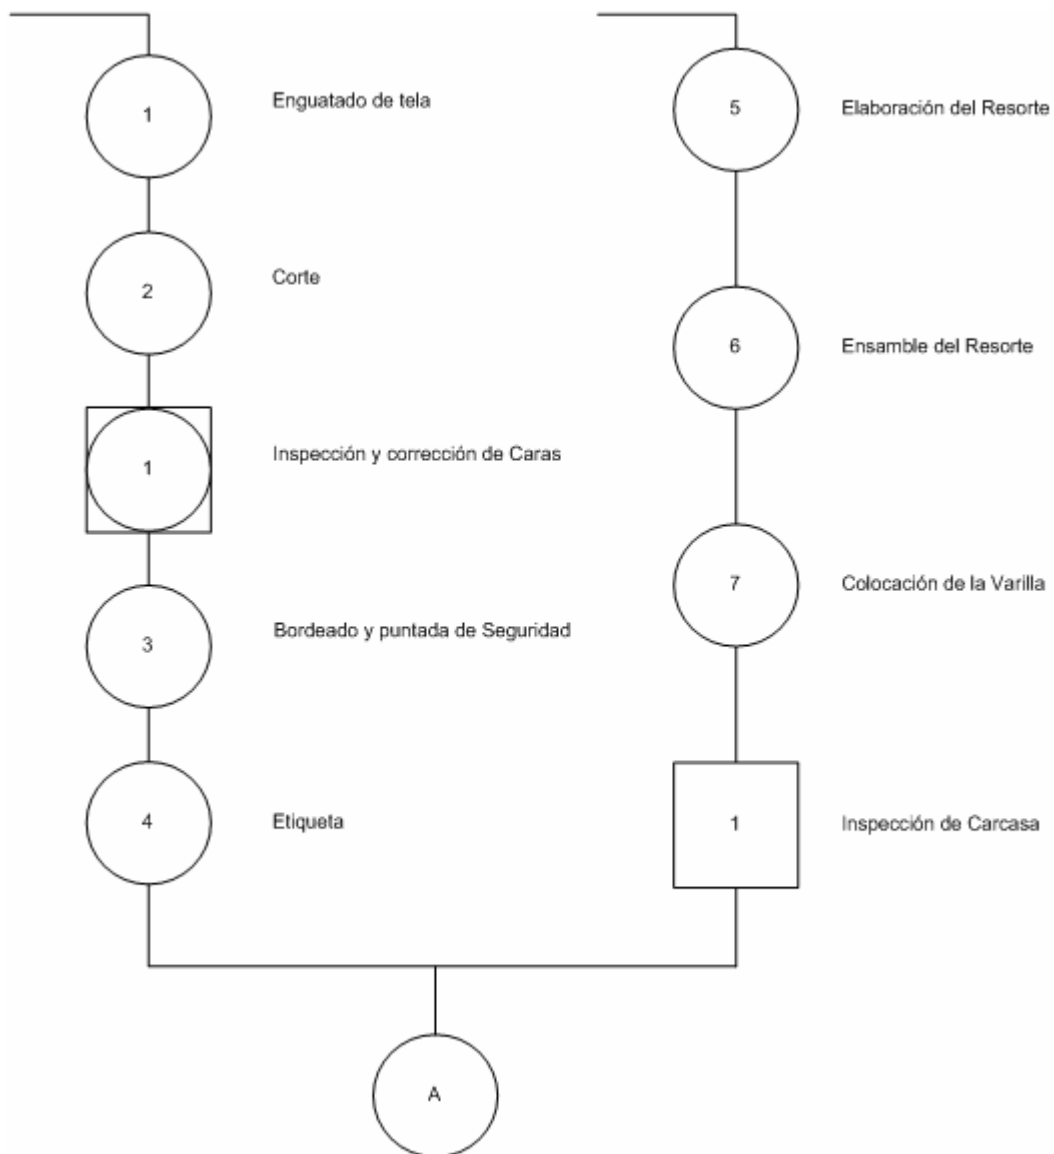 1
Enguatado de tela
2
Corte
1
Inspección y corrección de Caras
3
Bordeado y puntada de Seguridad
4
Etiqueta
5
Elaboración del Resorte
6
Ensamble del Resorte
7
Colocación de la Varilla
1
Inspección de Carcasa
A